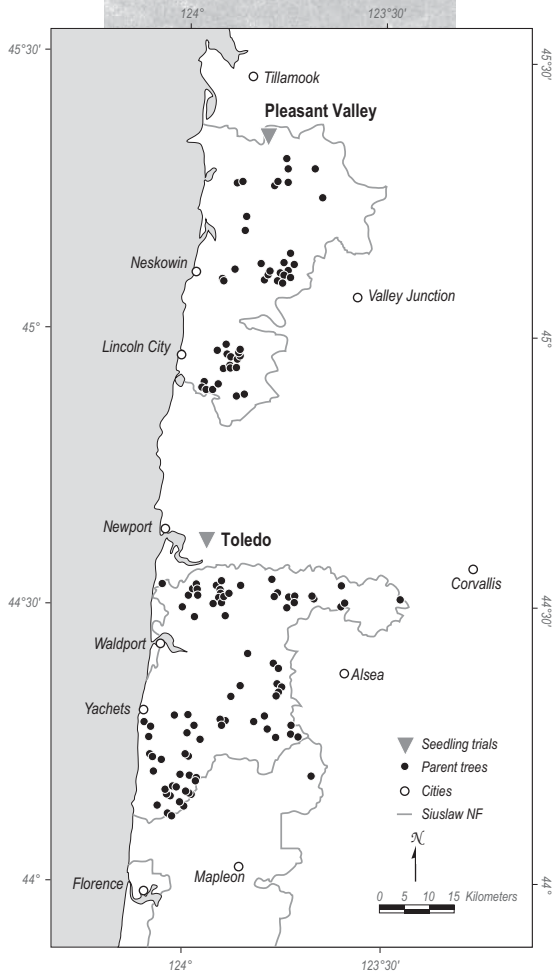 124° 123°30'
45°30'
45°30'
Tillamook
Pleasant Valley
Neskowin
Valley Junction
45°
45°
Lincoln City
Newport
Toledo
Corvallis
44°30'
44°30'
Waldport
Alsea
Yachets
Seedling trials
Parent trees
Cities
Siuslaw NF
N
Mapleon
Florence
44°
44°
0 5 10 15 Kilometers
124° 123°30'